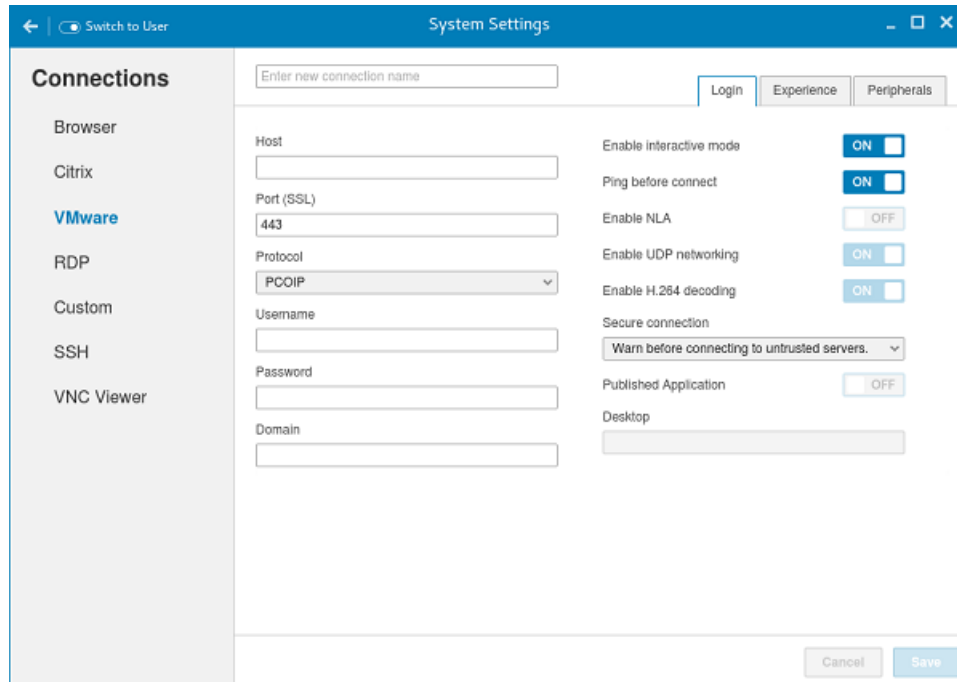 Switch to User
System Settings
Connections
Browser
Citrix
VMware
RDP
Custom
SSH
VNC Viewer
Enter new connection name
Login
Experience
Peripherals
Host
Port (SSL)
443
Protocol
PCOIP
Username
Password
Domain
Enable interactive mode
ON
Ping before connect
ON
Enable NLA
OFF
Enable UDP networking
ON
Enable H.264 decoding
ON
Secure connection
Warn before connecting to untrusted servers.
Published Application
OFF
Desktop
Cancel
Save